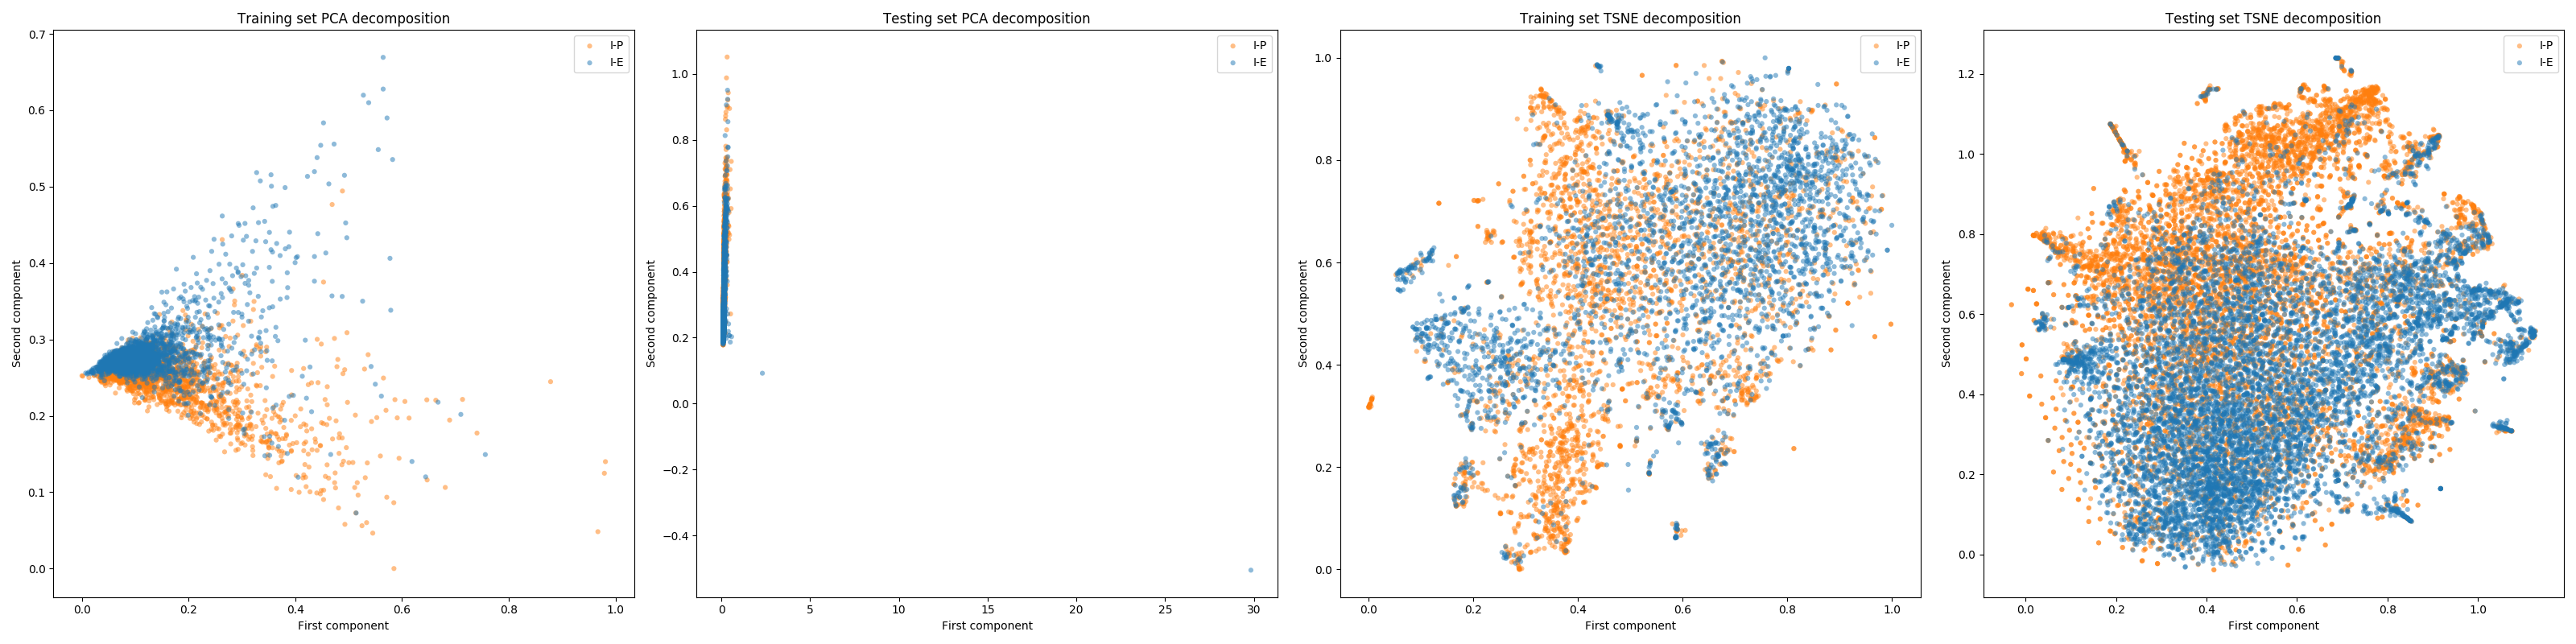 Training set PCA decomposition
I-P
I-E
0.7
0.6
0.5
0.4
0.3
0.2
0.1
0.0
Second component
0.0 0.2 0.4 0.6 0.8 1.0
First component
Testing set PCA decomposition
I-P
I-E
1.0
0.8
0.6
0.4
0.2
0.0
−0.2
−0.4
Second component
0 5 10 15 20 25 30
First component
Training set TSNE decomposition
I-P
I-E
1.0
0.8
0.6
0.4
0.2
0.0
Second component
0.0 0.2 0.4 0.6 0.8 1.0
First component
Testing set TSNE decomposition
I-P
I-E
1.2
1.0
0.8
0.6
0.4
0.2
0.0
Second component
0.0 0.2 0.4 0.6 0.8 1.0
First component